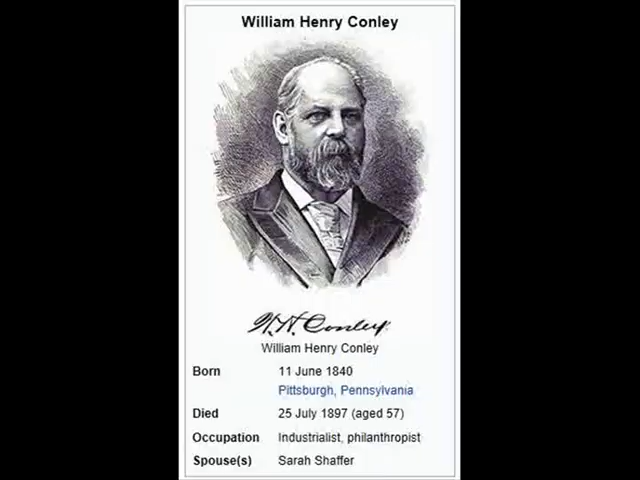 William Henry Conley
W. H. Conley.
William Henry Conley
Born 11 June 1840
Pittsburgh, Pennsylvania
Died 25 July 1897 (aged 57)
Occupation Industrialist, philanthropist
Spouse(s) Sarah Shaffer